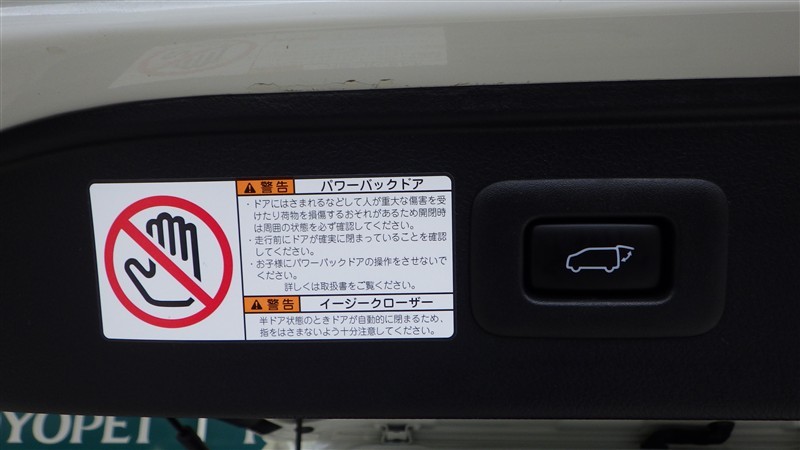 警告 パワーバックドア
・ドアにはさまれるなどして人が重大な傷害を受
けたり荷物を損傷するおそれがあるため開閉時
は周囲の状態を必ず確認してください。
・走行前にドアが確実に閉まっていることを確認
してください。
・お子様にパワーバックドアの操作をさせないで
ください。
詳しくは取扱書をご覧ください。
警告 イージークローザー
半ドア状態のときドアが自動的に閉まるため、
指をはさまないよう十分注意してください。
OYOPET